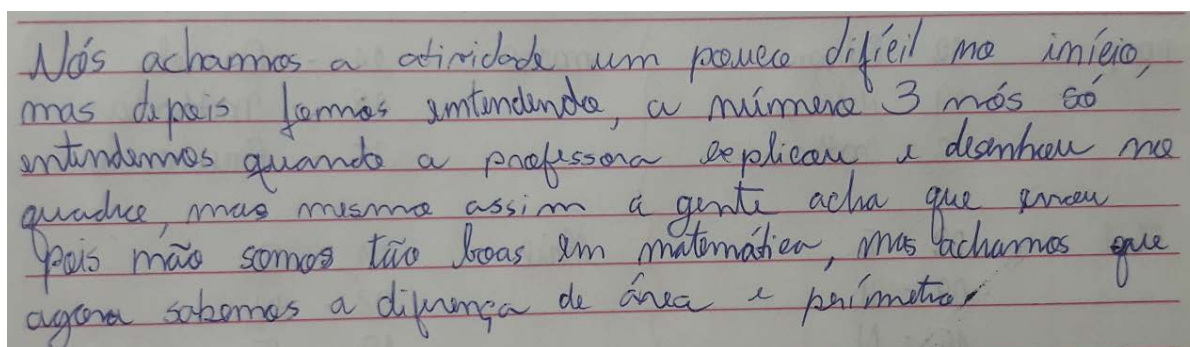 Nós achamos a atividade um pouco difícil no início,
mas depois fomos entendendo, a número 3 nós só
entendemos quando a professora explicou e desenhou no
quadro, mas mesmo assim a gente acha que errou
pois não somos tão boas em matemática, mas achamos que
agora sabemos a diferença de área e perímetro.